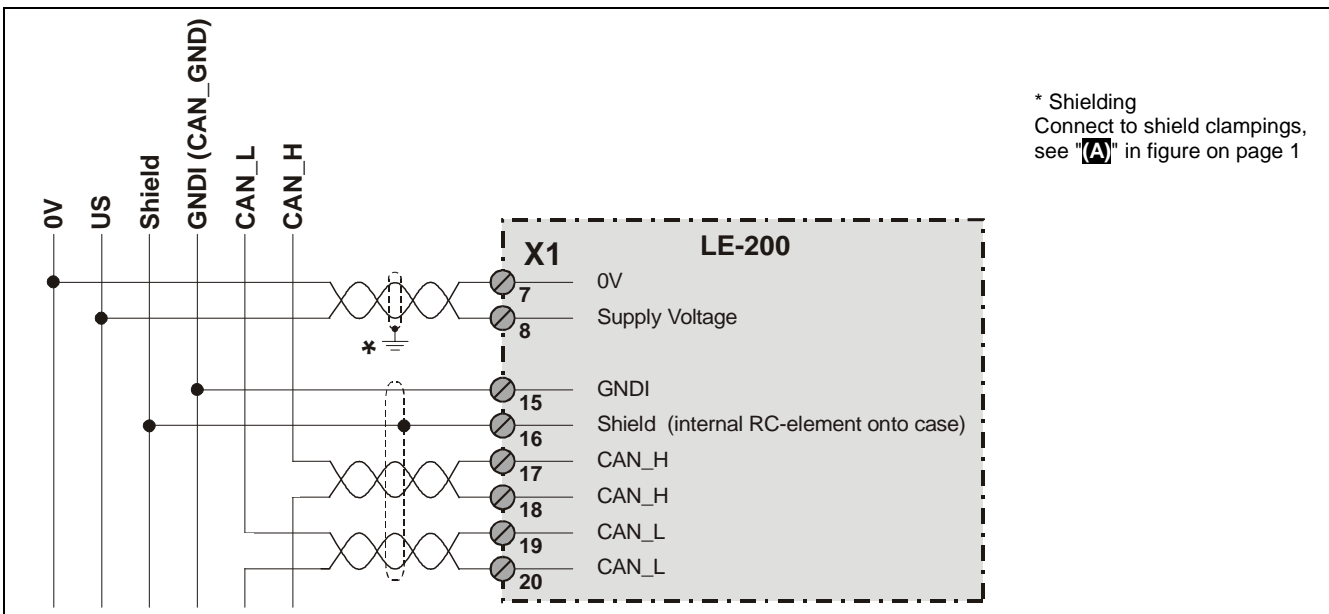 * Shielding
Connect to shield clampings,
see "(A)" in figure on page 1
0V
US
Shield
GNDI (CAN_GND)
CAN_L
CAN_H
X1
LE-200
7
0V
8
Supply Voltage
*
15
GNDI
16
Shield (internal RC-element onto case)
17
CAN_H
18
CAN_H
19
CAN_L
20
CAN_L